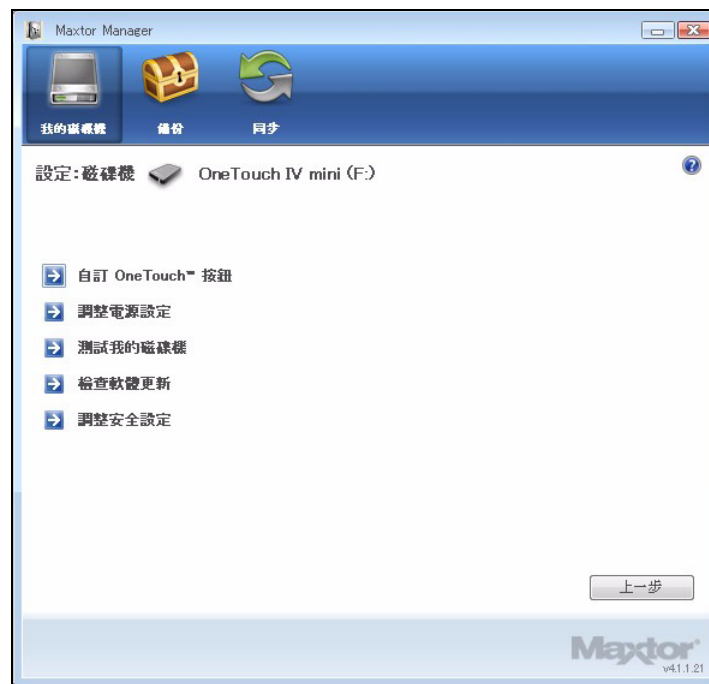 Maxtor Manager
我的磁碟機 備份 同步
設定:磁碟機 OneTouch IV mini (F:)
自訂 OneTouch™ 按鈕
調整電源設定
測試我的磁碟機
檢查軟體更新
調整安全設定
上一步
Maxtor
v4.1.1.21